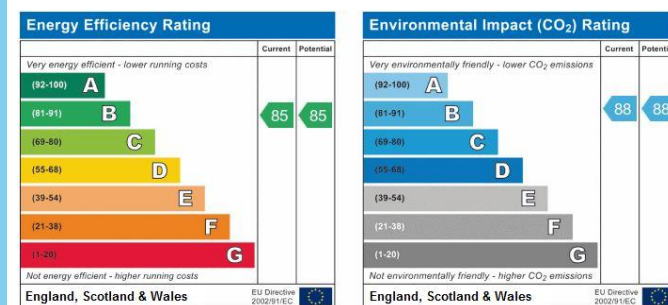 Energy Efficiency Rating
Current Potential
Very energy efficient - lower running costs
(92-100) A
(81-91) B
85 85
(69-80) C
(55-68) D
(39-54) E
(21-38) F
(1-20) G
Not energy efficient - higher running costs
England, Scotland & Wales
EU Directive
2002/91/EC
Environmental Impact (CO2) Rating
Current Potenti
Very environmentally friendly - lower CO2 emissions
(92-100) A
(81-91) B
88 88
(69-80) C
(55-68) D
(39-54) E
(21-38) F
(1-20) G
Not environmentally friendly - higher CO2 emissions
England, Scotland & Wales
EU Directive
2002/91/EC